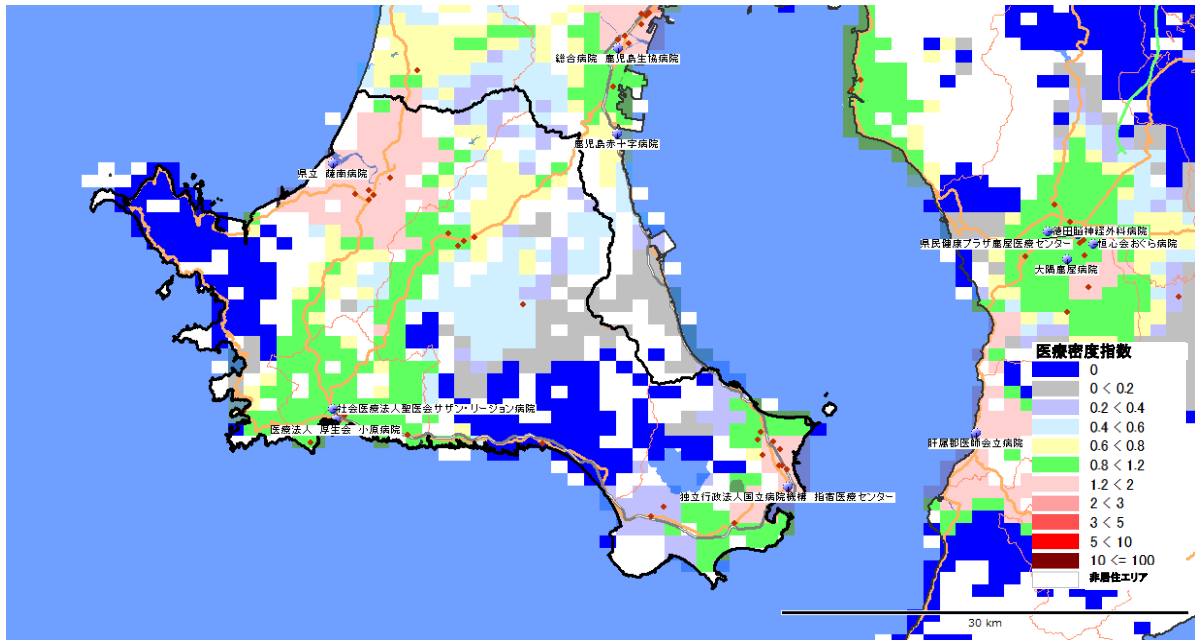 総合病院 鹿児島生協病院
鹿児島赤十字病院
県立 薩南病院
徳田脳神経外科病院
県民健康プラザ鹿屋医療センター
恒心会おぐら病院
大隅鹿屋病院
社会医療法人聖医会サザン・リージョン病院
医療法人 厚生会 小原病院
肝属郡医師会立病院
独立行政法人国立病院機構 指宿医療センター
医療密度指数
0
0 < 0.2
0.2 < 0.4
0.4 < 0.6
0.6 < 0.8
0.8 < 1.2
1.2 < 2
2 < 3
3 < 5
5 < 10
10 <= 100
非居住エリア
30 km